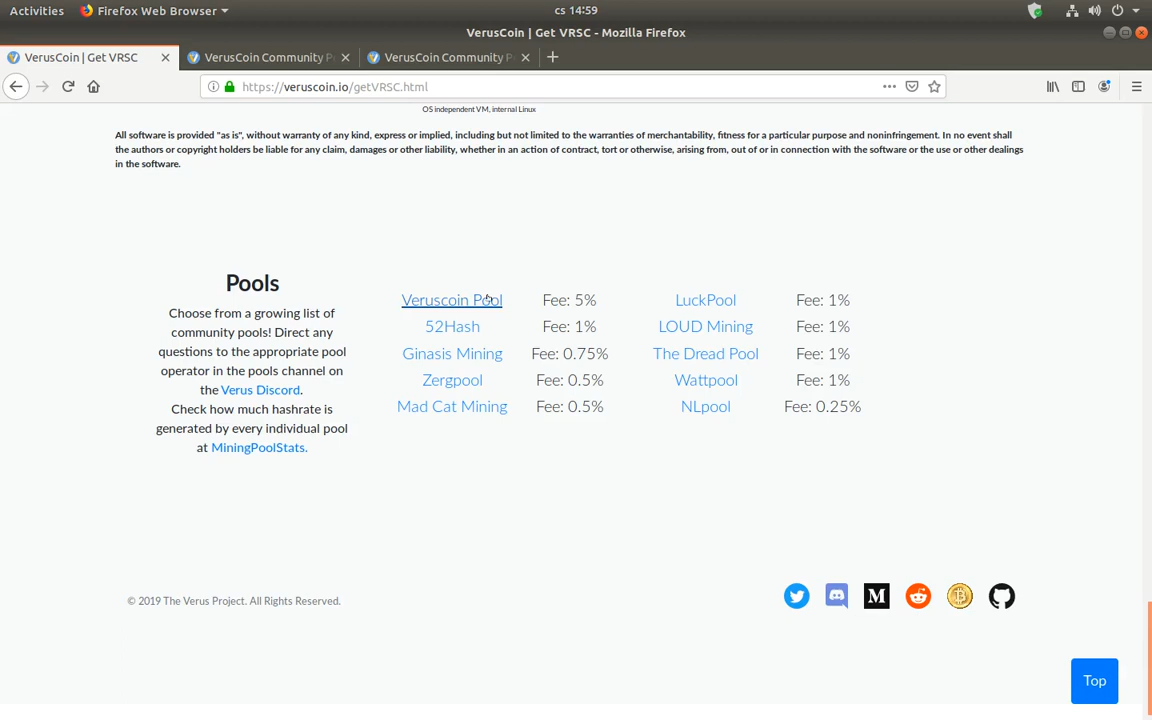 Activities
Firefox Web Browser
cs 14:59
VerusCoin | Get VRSC - Mozilla Firefox
VerusCoin | Get VRSC
VerusCoin Community P
VerusCoin Community P
https://veruscoin.io/getVRSC.html
OS independent VM, internal Linux
All software is provided "as is", without warranty of any kind, express or implied, including but not limited to the warranties of merchantability, fitness for a particular purpose and noninfringement. In no event shall
the authors or copyright holders be liable for any claim, damages or other liability, whether in an action of contract, tort or otherwise, arising from, out of or in connection with the software or the use or other dealings
in the software.
Pools
Choose from a growing list of
community pools! Direct any
questions to the appropriate pool
operator in the pools channel on
the Verus Discord.
Check how much hashrate is
generated by every individual pool
at MiningPoolStats.
Veruscoin Pool Fee: 5% LuckPool Fee: 1%
52Hash Fee: 1% LOUD Mining Fee: 1%
Ginasis Mining Fee: 0.75% The Dread Pool Fee: 1%
Zergpool Fee: 0.5% Wattpool Fee: 1%
Mad Cat Mining Fee: 0.5% NLpool Fee: 0.25%
© 2019 The Verus Project. All Rights Reserved.
M
Top